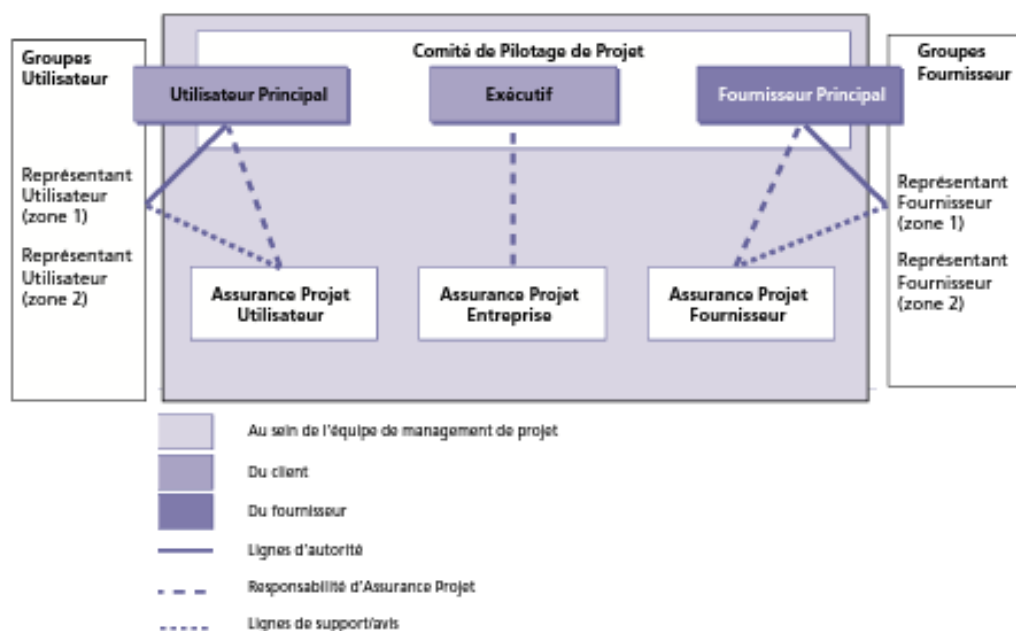 Groupes
Utilisateur
Représentant
Utilisateur
(zone 1)
Représentant
Utilisateur
(zone 2)
Comité de Pilotage de Projet
Utilisateur Principal
Exécutif
Fournisseur Principal
Assurance Projet
Utilisateur
Assurance Projet
Entreprise
Assurance Projet
Fournisseur
Groupes
Fournisseur
Représentant
Fournisseur
(zone 1)
Représentant
Fournisseur
(zone 2)
Au sein de l'équipe de management de projet
Du client
Du fournisseur
Lignes d'autorité
Responsabilité d'Assurance Projet
Lignes de support/avis